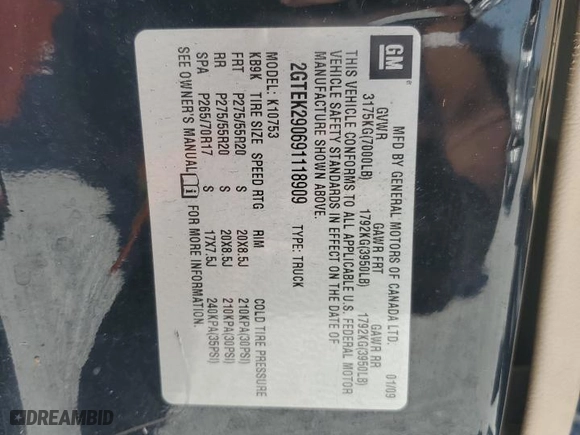 GM
MFD BY GENERAL MOTORS OF CANADA LTD. 01/09
GVWR GAWR FRT GAWR RR
3175KG(7000LB) 1792KG(3950LB) 1792KG(3950LB)
THIS VEHICLE CONFORMS TO ALL APPLICABLE U.S. FEDERAL MOTOR
VEHICLE SAFETY STANDARDS IN EFFECT ON THE DATE OF
MANUFACTURE SHOWN ABOVE.
2GTEK290691118909 TYPE: TRUCK
MODEL: K10753
KB9K TIRE SIZE SPEED RTG RIM COLD TIRE PRESSURE
FRT P275/55R20 S 20X8.5J 210KPA(30PSI)
RR P275/55R20 S 20X8.5J 210KPA(30PSI)
SPA P265/70R17 S 17X7.5J 240KPA(35PSI)
SEE OWNER'S MANUAL i FOR MORE INFORMATION.
DREAMBID